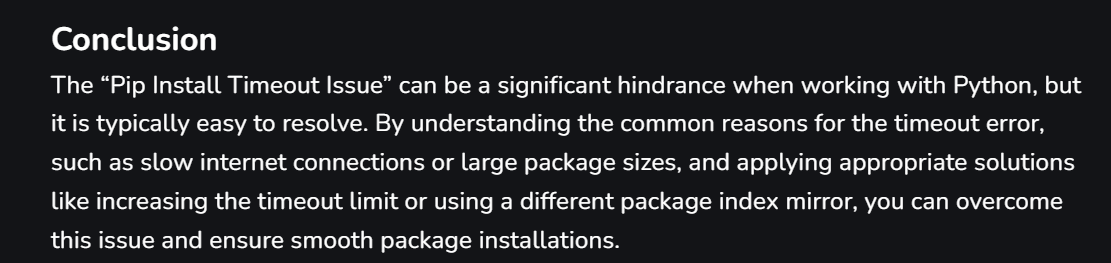 Conclusion
The “Pip Install Timeout Issue” can be a significant hindrance when working with Python, but
it is typically easy to resolve. By understanding the common reasons for the timeout error,
such as slow internet connections or large package sizes, and applying appropriate solutions
like increasing the timeout limit or using a different package index mirror, you can overcome
this issue and ensure smooth package installations.